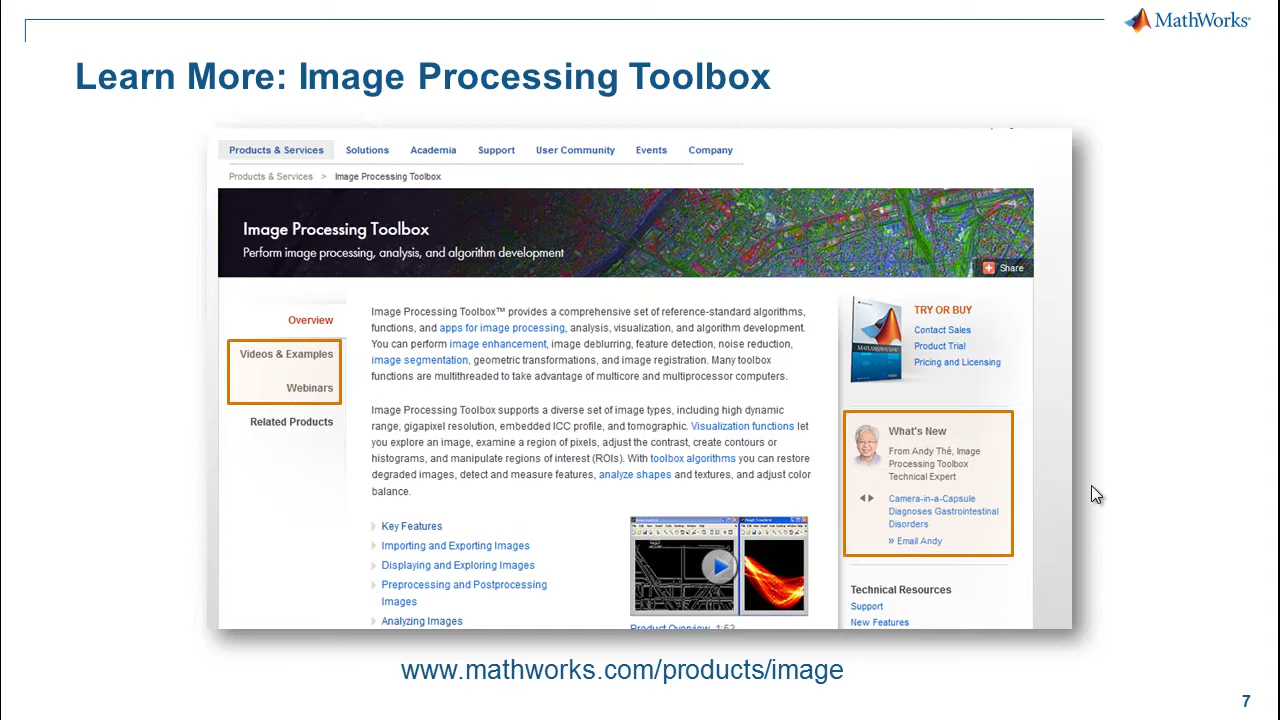 MathWorks®
Learn More: Image Processing Toolbox
Products & Services Solutions Academia Support User Community Events Company
Products & Services > Image Processing Toolbox
Image Processing Toolbox
Perform image processing, analysis, and algorithm development
Share
Overview
Videos & Examples
Webinars
Related Products
Image Processing Toolbox™ provides a comprehensive set of reference-standard algorithms,
functions, and apps for image processing, analysis, visualization, and algorithm development.
You can perform image enhancement, image deblurring, feature detection, noise reduction,
image segmentation, geometric transformations, and image registration. Many toolbox
functions are multithreaded to take advantage of multicore and multiprocessor computers.
Image Processing Toolbox supports a diverse set of image types, including high dynamic
range, gigapixel resolution, embedded ICC profile, and tomographic. Visualization functions let
you explore an image, examine a region of pixels, adjust the contrast, create contours or
histograms, and manipulate regions of interest (ROIs). With toolbox algorithms you can restore
degraded images, detect and measure features, analyze shapes and textures, and adjust color
balance.
Key Features
Importing and Exporting Images
Displaying and Exploring Images
Preprocessing and Postprocessing
Images
Analyzing Images
Product Overview 1:53
TRY OR BUY
Contact Sales
Product Trial
Pricing and Licensing
What's New
From Andy Thé, Image
Processing Toolbox
Technical Expert
Camera-in-a-Capsule
Diagnoses Gastrointestinal
Disorders
» Email Andy
Technical Resources
Support
New Features
www.mathworks.com/products/image
7